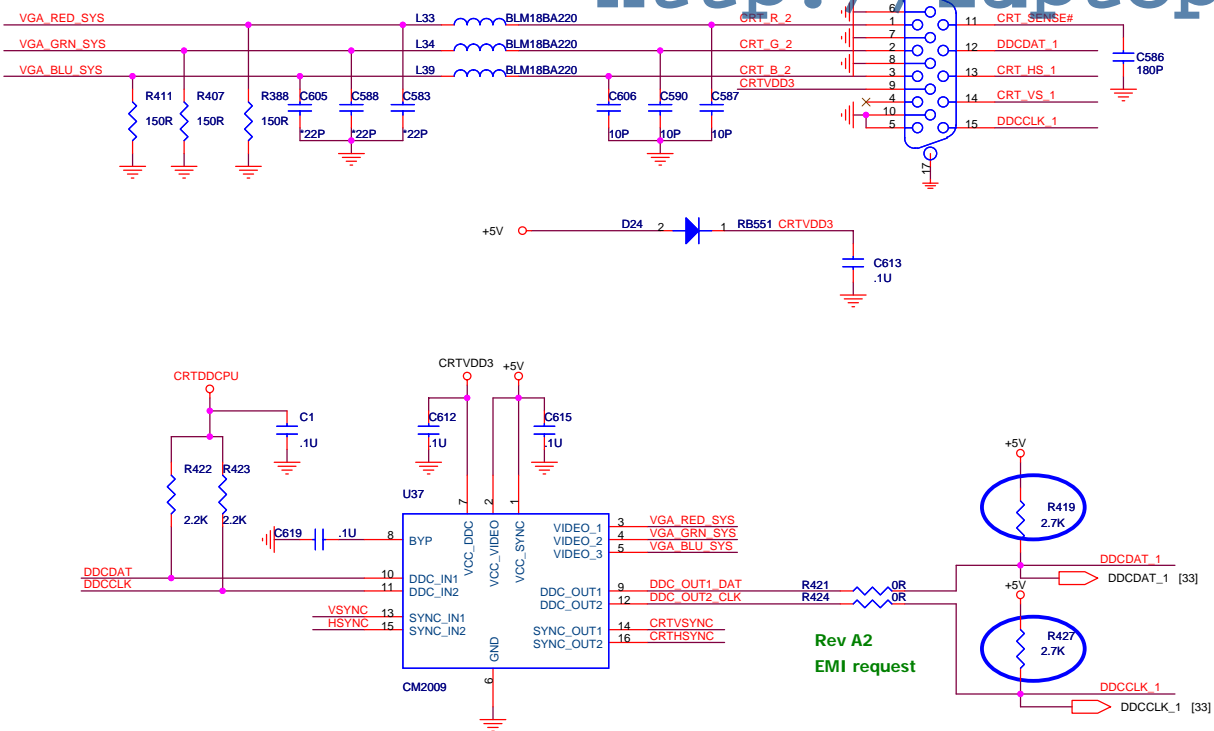 Http://Laptop
VGA_RED_SYS L33 BLM18BA220 CRT_R_2 6 1 11 CRT_SENSE#
VGA_GRN_SYS L34 BLM18BA220 CRT_G_2 7 2 12 DDCDAT_1
VGA_BLU_SYS L39 BLM18BA220 CRT_B_2 8 3 13 CRT_HS_1
C586
180P
CRTVDD3 9
4 14 CRT_VS_1
10
5 15 DDCCLK_1
17
R411 R407 R388 C605 C588 C583 C606 C590 C587
150R 150R 150R *22P *22P *22P 10P 10P 10P
+5V D24 2 1 RB551 CRTVDD3
C613
.1U
CRTDDCPU CRTVDD3 +5V
C1 C612 C615
.1U .1U .1U
R422 R423
2.2K 2.2K
U37
7 2 1
VCC_DDC VCC_VIDEO VCC_SYNC
C619 .1U 8 BYP
VIDEO_1 3 VGA_RED_SYS
VIDEO_2 4 VGA_GRN_SYS
VIDEO_3 5 VGA_BLU_SYS
DDCDAT 10 DDC_IN1
DDCCLK 11 DDC_IN2
DDC_OUT1 9 DDC_OUT1_DAT R421 0R
DDC_OUT2 12 DDC_OUT2_CLK R424 0R
VSYNC 13 SYNC_IN1
HSYNC 15 SYNC_IN2
SYNC_OUT1 14 CRTVSYNC
SYNC_OUT2 16 CRTHSYNC
GND
6
CM2009
Rev A2
EMI request
+5V
R419
2.7K
DDCDAT_1
DDCDAT_1 [33]
+5V
R427
2.7K
DDCCLK_1
DDCCLK_1 [33]